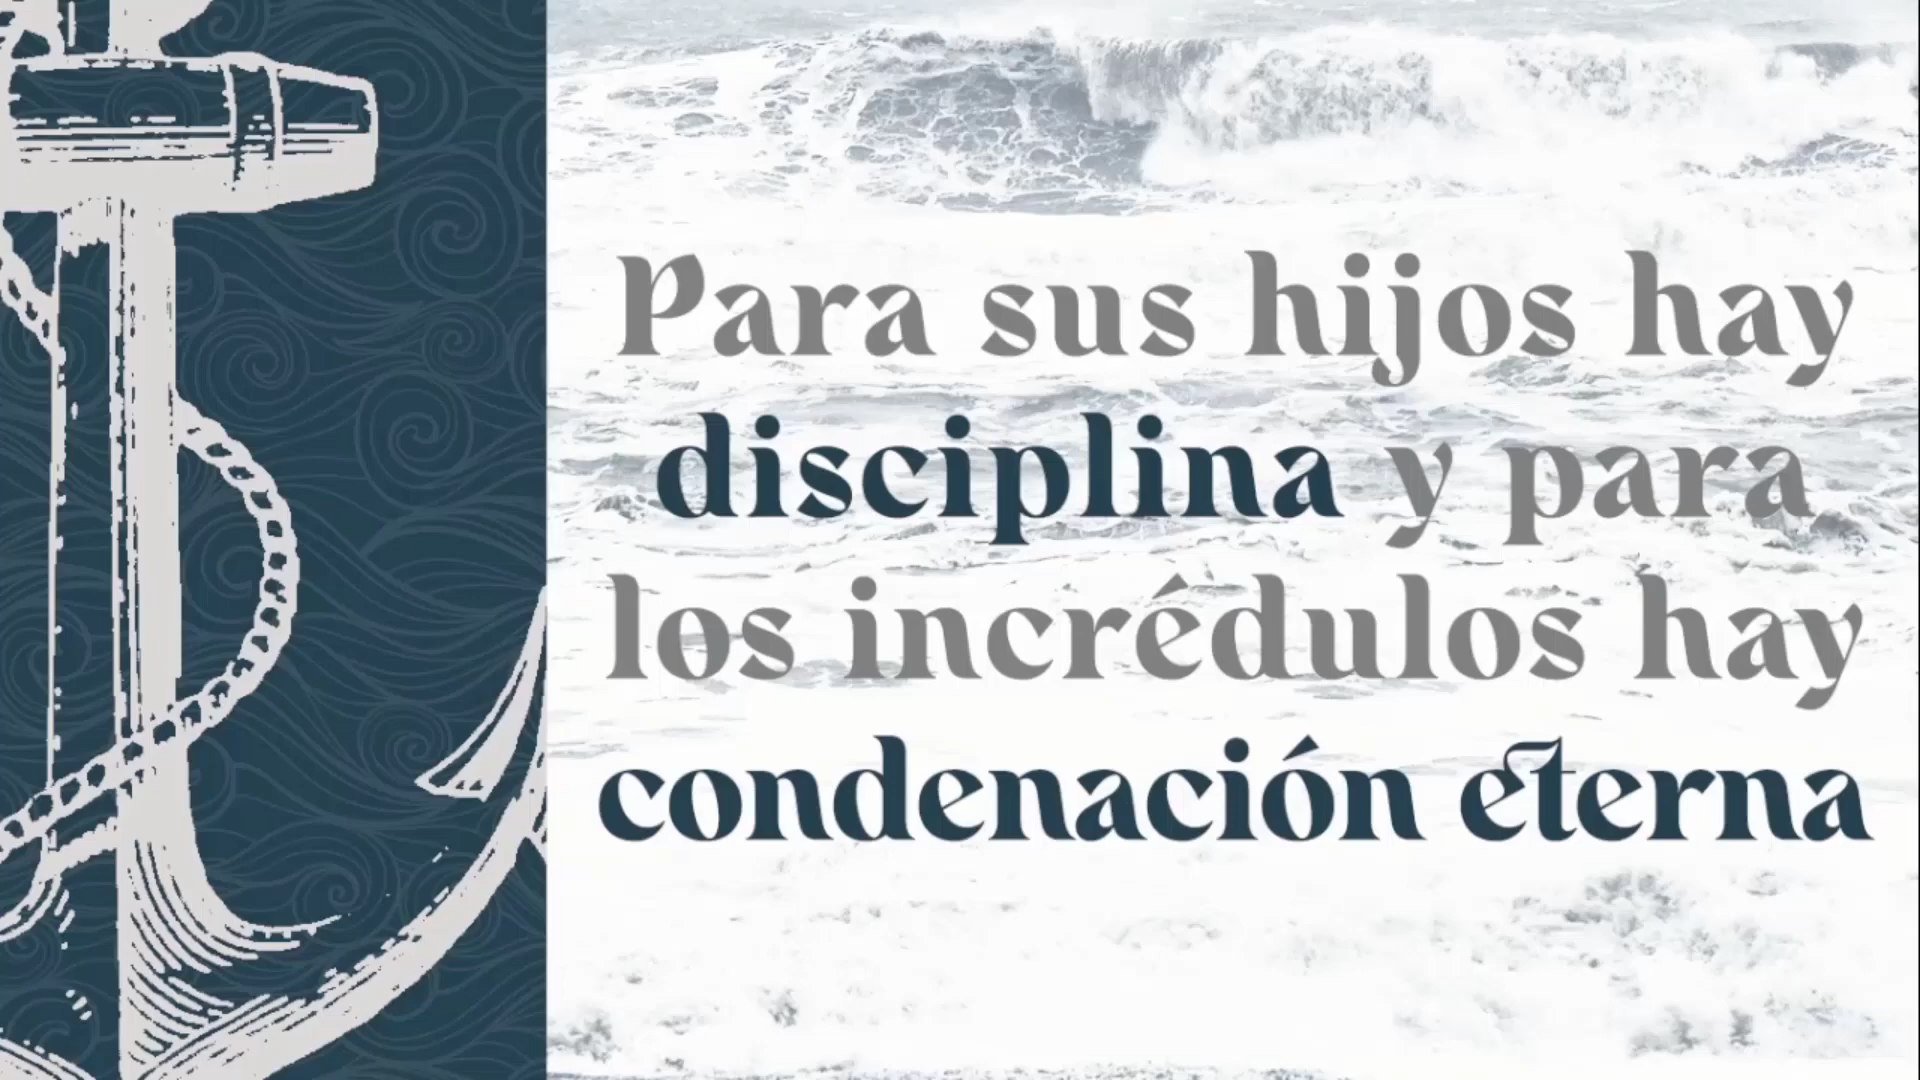 Para sus hijos hay
disciplina y para
los incrédulos hay
condenación eterna